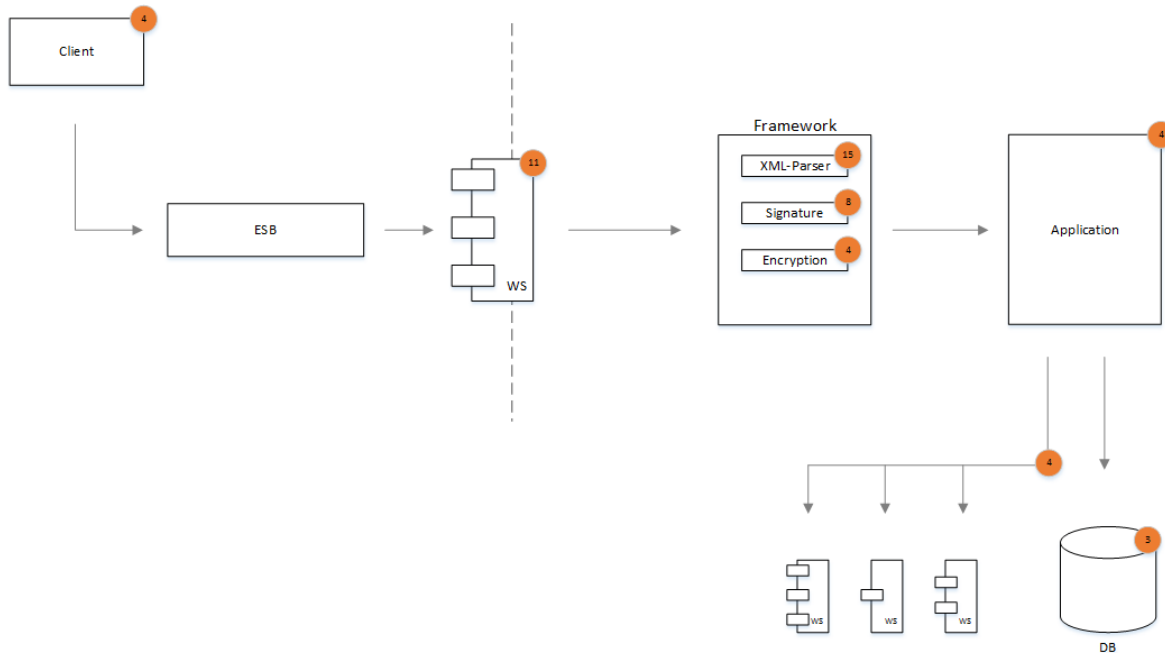 4
Client
11
Framework
4
XML-Parser
15
Signature
8
ESB
Application
Encryption
4
WS
4
3
WS
WS
WS
DB